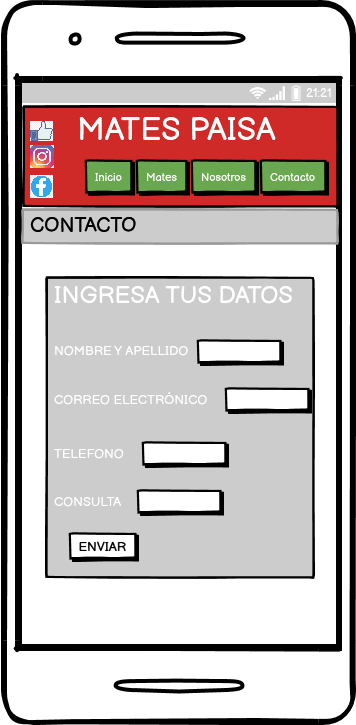 21:21
MATES PAISA
Inicio Mates Nosotros Contacto
CONTACTO
INGRESA TUS DATOS
NOMBRE Y APELLIDO
CORREO ELECTRÓNICO
TELEFONO
CONSULTA
ENVIAR